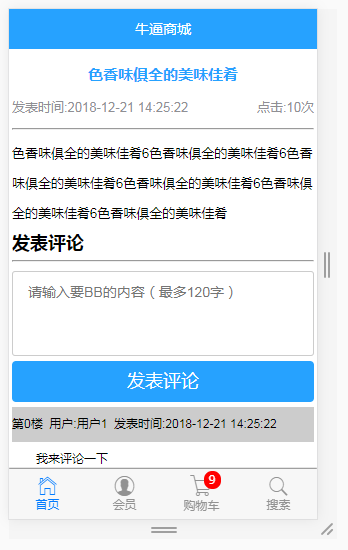 牛逼商城
色香味俱全的美味佳肴
发表时间:2018-12-21 14:25:22 点击:10次
色香味俱全的美味佳肴6色香味俱全的美味佳肴6色香
味俱全的美味佳肴6色香味俱全的美味佳肴6色香味俱
全的美味佳肴6色香味俱全的美味佳肴
发表评论
请输入要BB的内容（最多120字）
发表评论
第0楼 用户:用户1 发表时间:2018-12-21 14:25:22
我来评论一下
9
首页 会员 购物车 搜索